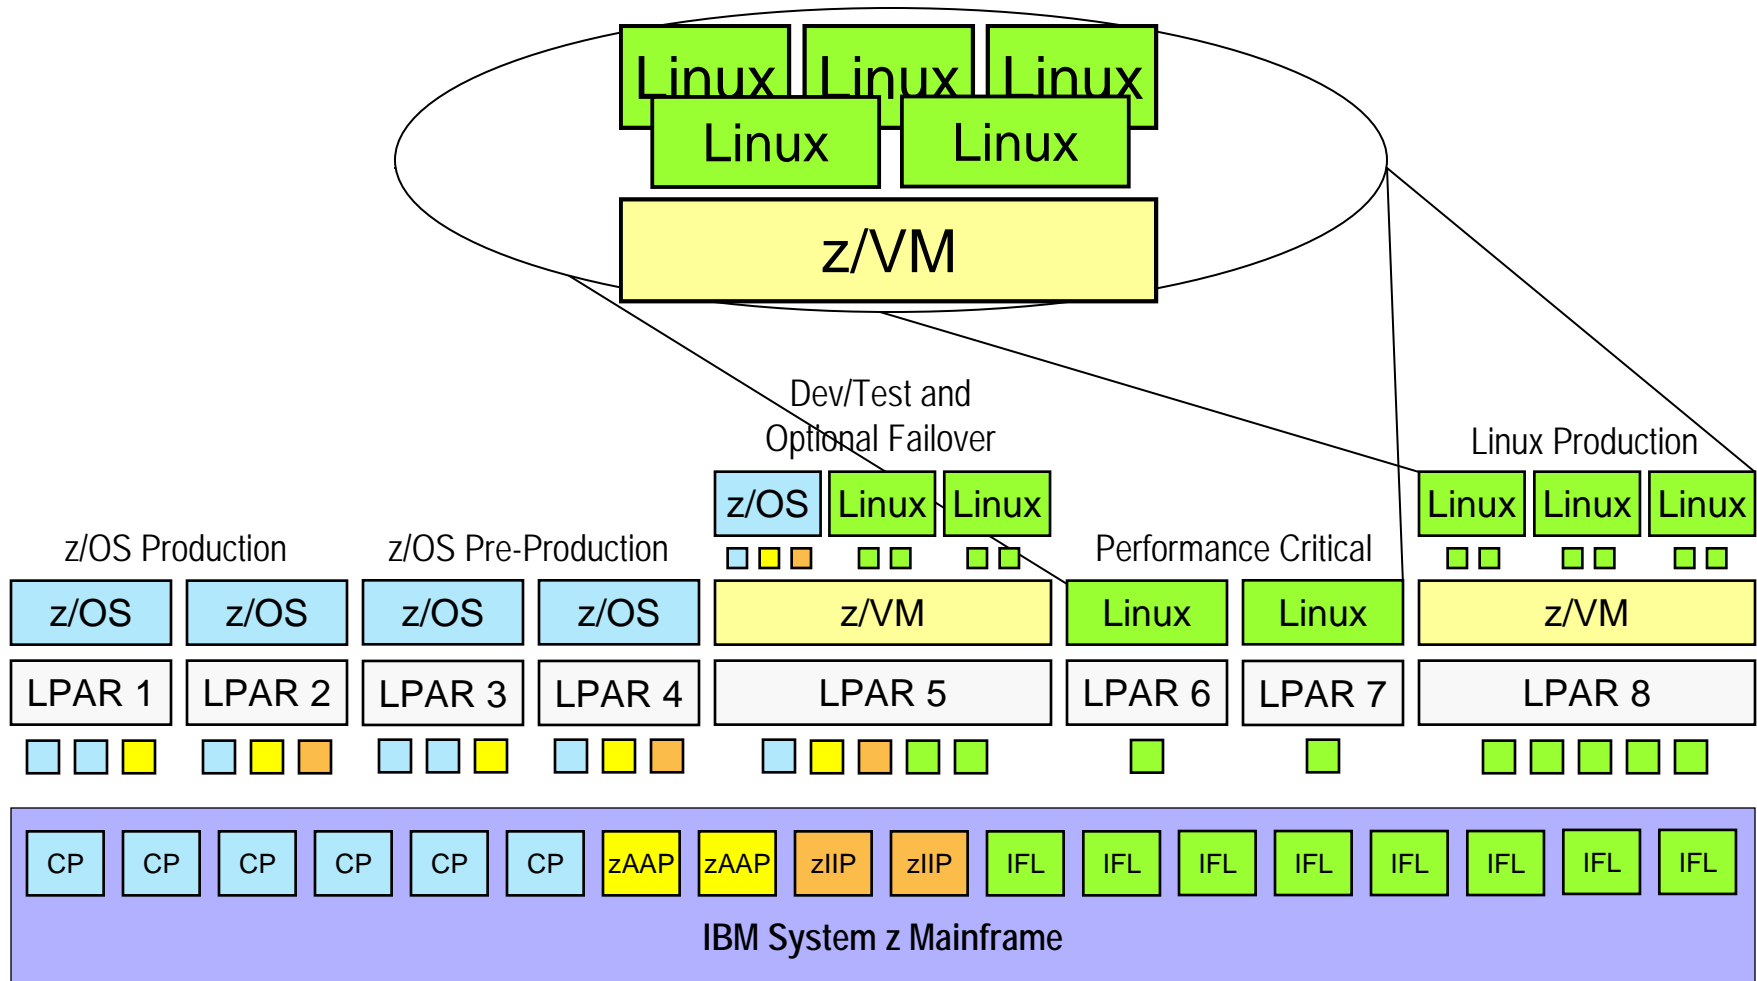 Linux Linux Linux
Linux Linux
z/VM
Dev/Test and
Optional Failover
Linux Production
z/OS Linux Linux
Linux Linux Linux
z/OS Production
z/OS Pre-Production
Performance Critical
z/OS z/OS z/OS z/OS z/VM Linux Linux z/VM
LPAR 1 LPAR 2 LPAR 3 LPAR 4 LPAR 5 LPAR 6 LPAR 7 LPAR 8
CP CP CP CP CP CP zAAP zAAP zIIP zIIP IFL IFL IFL IFL IFL IFL IFL IFL
IBM System z Mainframe